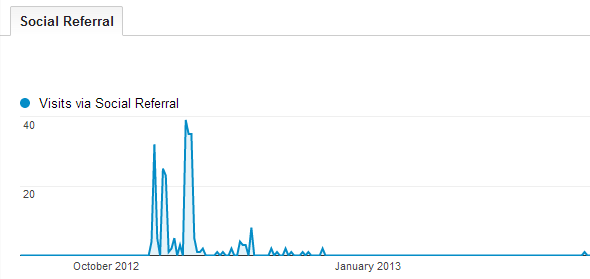 Social Referral
Visits via Social Referral
40
20
October 2012
January 2013